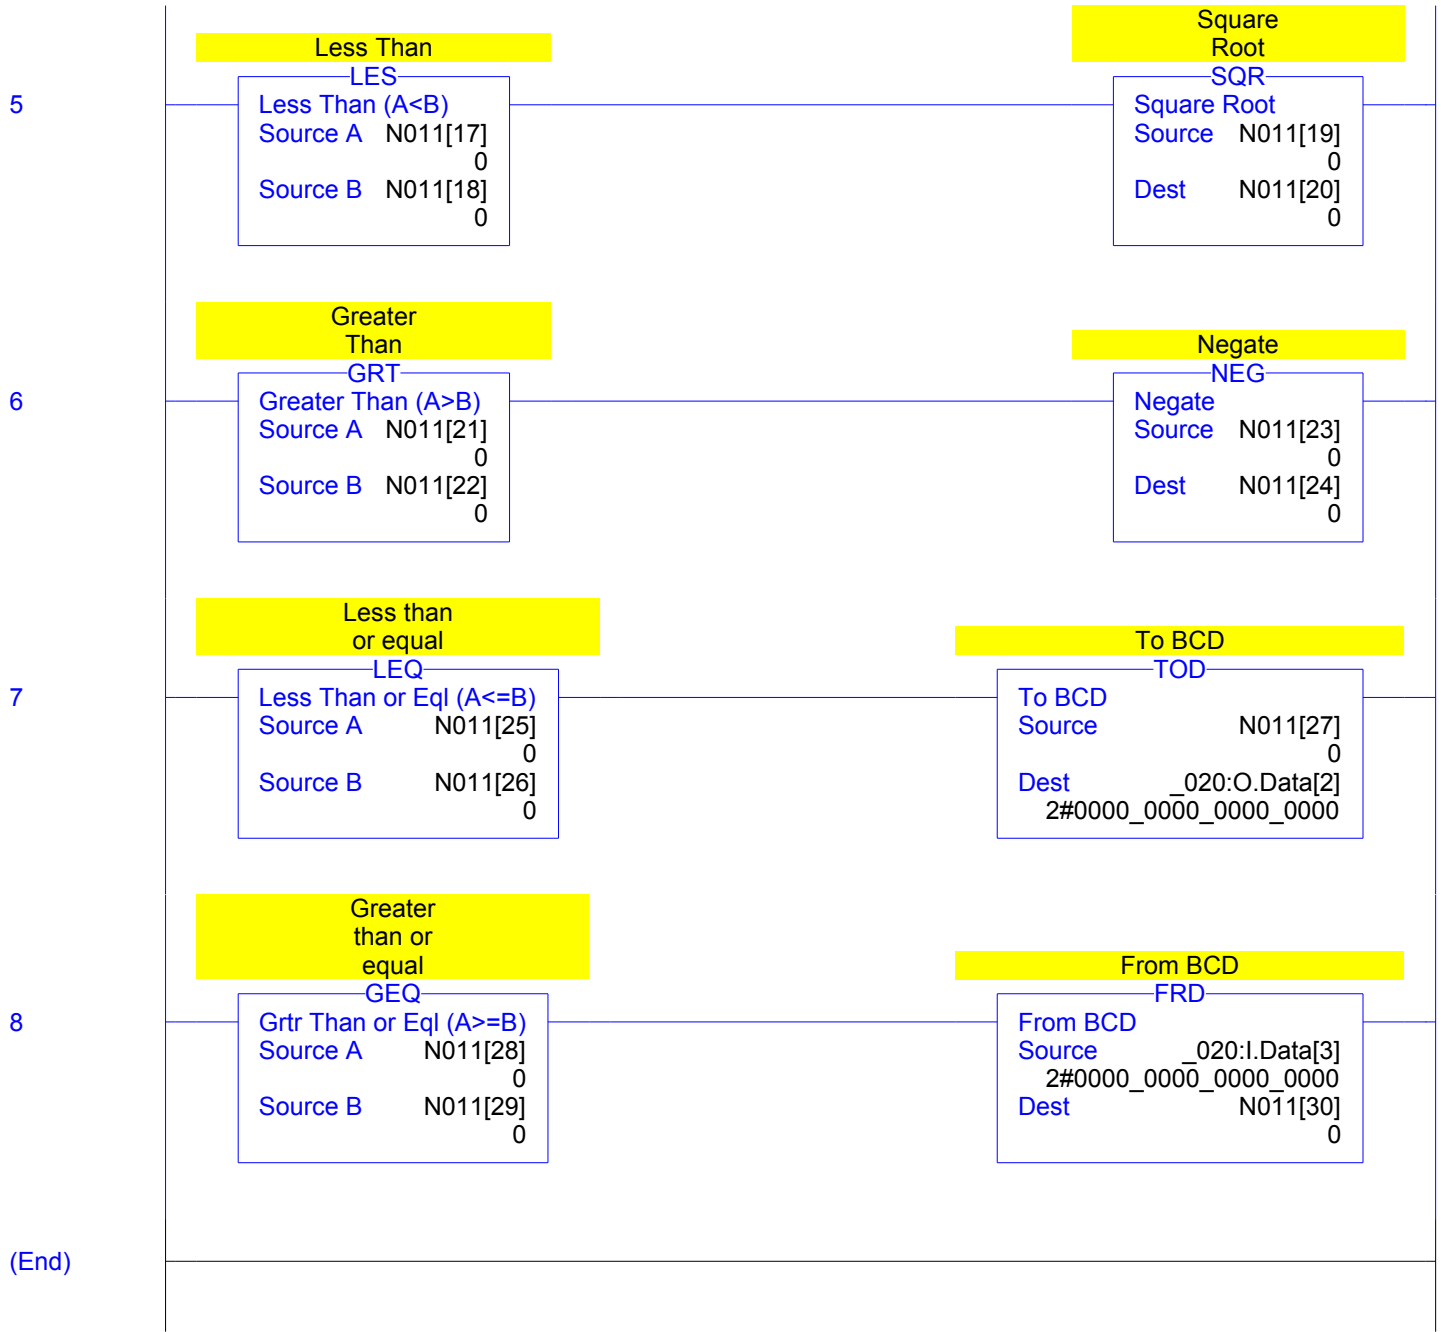 Less Than
Square
Root
5
LES
Less Than (A<B)
Source A N011[17]
0
Source B N011[18]
0
SQR
Square Root
Source N011[19]
0
Dest N011[20]
0
Greater
Than
Negate
6
GRT
Greater Than (A>B)
Source A N011[21]
0
Source B N011[22]
0
NEG
Negate
Source N011[23]
0
Dest N011[24]
0
Less than
or equal
To BCD
7
LEQ
Less Than or Eql (A<=B)
Source A N011[25]
0
Source B N011[26]
0
TOD
To BCD
Source N011[27]
0
Dest _020:O.Data[2]
2#0000_0000_0000_0000
Greater
than or
equal
From BCD
8
GEQ
Grtr Than or Eql (A>=B)
Source A N011[28]
0
Source B N011[29]
0
FRD
From BCD
Source _020:I.Data[3]
2#0000_0000_0000_0000
Dest N011[30]
0
(End)